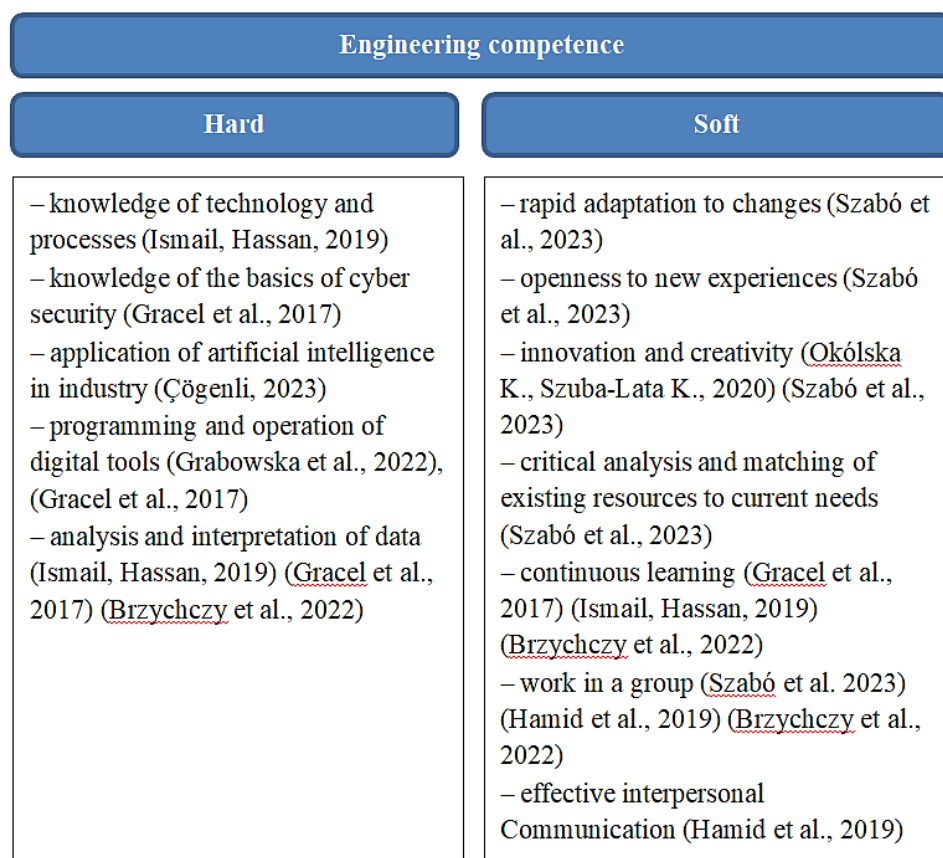 Engineering competence
Hard
– knowledge of technology and
processes (Ismail, Hassan, 2019)
– knowledge of the basics of cyber
security (Gracel et al., 2017)
– application of artificial intelligence
in industry (Çögenli, 2023)
– programming and operation of
digital tools (Grabowska et al., 2022),
(Gracel et al., 2017)
– analysis and interpretation of data
(Ismail, Hassan, 2019) (Gracel et al.,
2017) (Brzychczy et al., 2022)
Soft
– rapid adaptation to changes (Szabó et
al., 2023)
– openness to new experiences (Szabó
et al., 2023)
– innovation and creativity (Okólska
K., Szuba-Lata K., 2020) (Szabó et al.,
2023)
– critical analysis and matching of
existing resources to current needs
(Szabó et al., 2023)
– continuous learning (Gracel et al.,
2017) (Ismail, Hassan, 2019)
(Brzychczy et al., 2022)
– work in a group (Szabó et al. 2023)
(Hamid et al., 2019) (Brzychczy et al.,
2022)
– effective interpersonal
Communication (Hamid et al., 2019)